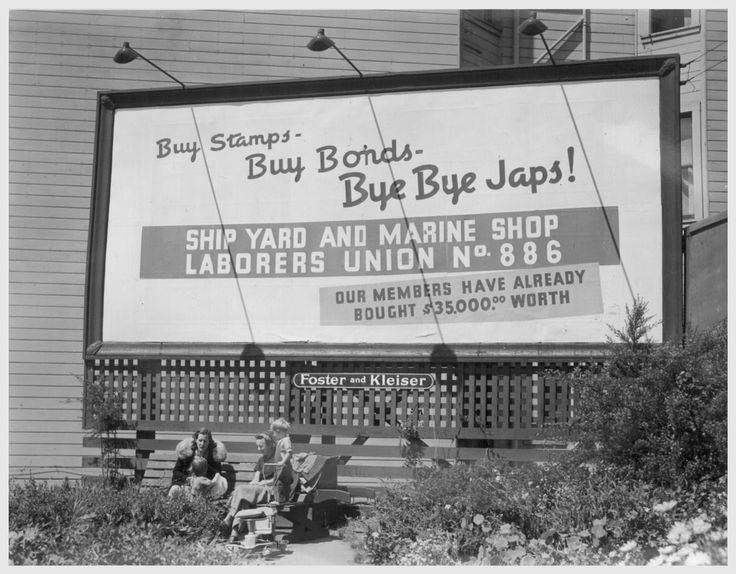 Buy Stamps-
Buy Bonds-
Bye Bye Japs!
SHIP YARD AND MARINE SHOP
LABORERS UNION No. 886
OUR MEMBERS HAVE ALREADY
BOUGHT $35,000.00 WORTH
Foster and Kleiser